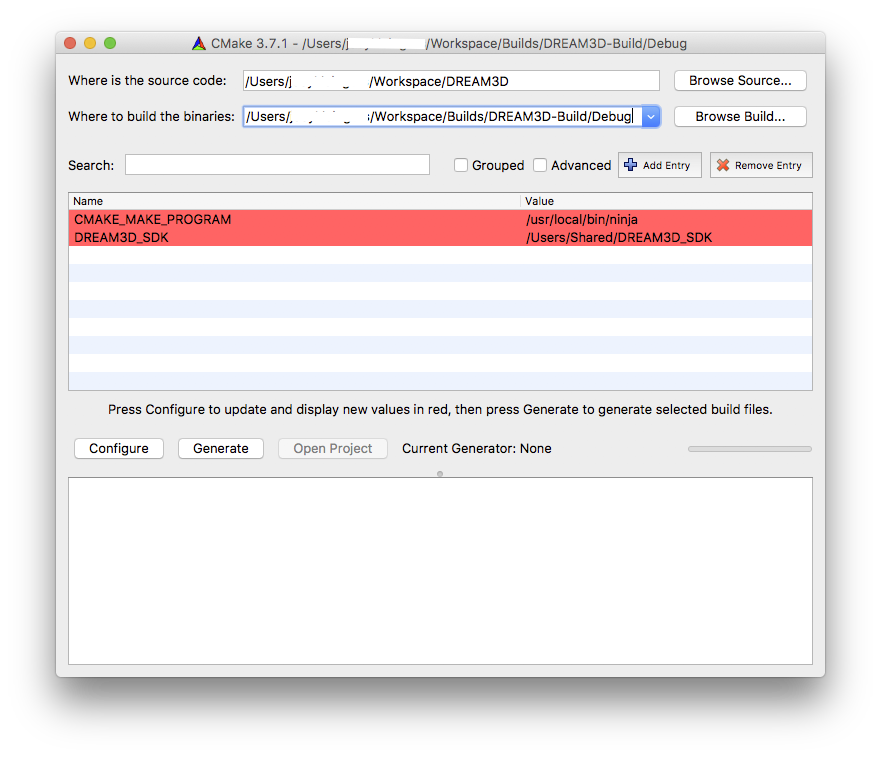 CMake 3.7.1 - /Users/ /Workspace/Builds/DREAM3D-Build/Debug
Where is the source code: /Users/ /Workspace/DREAM3D Browse Source...
Where to build the binaries: /Users/ /Workspace/Builds/DREAM3D-Build/Debug Browse Build...
Search: Grouped Advanced Add Entry Remove Entry
Name Value
CMAKE_MAKE_PROGRAM /usr/local/bin/ninja
DREAM3D_SDK /Users/Shared/DREAM3D_SDK
Press Configure to update and display new values in red, then press Generate to generate selected build files.
Configure Generate Open Project Current Generator: None